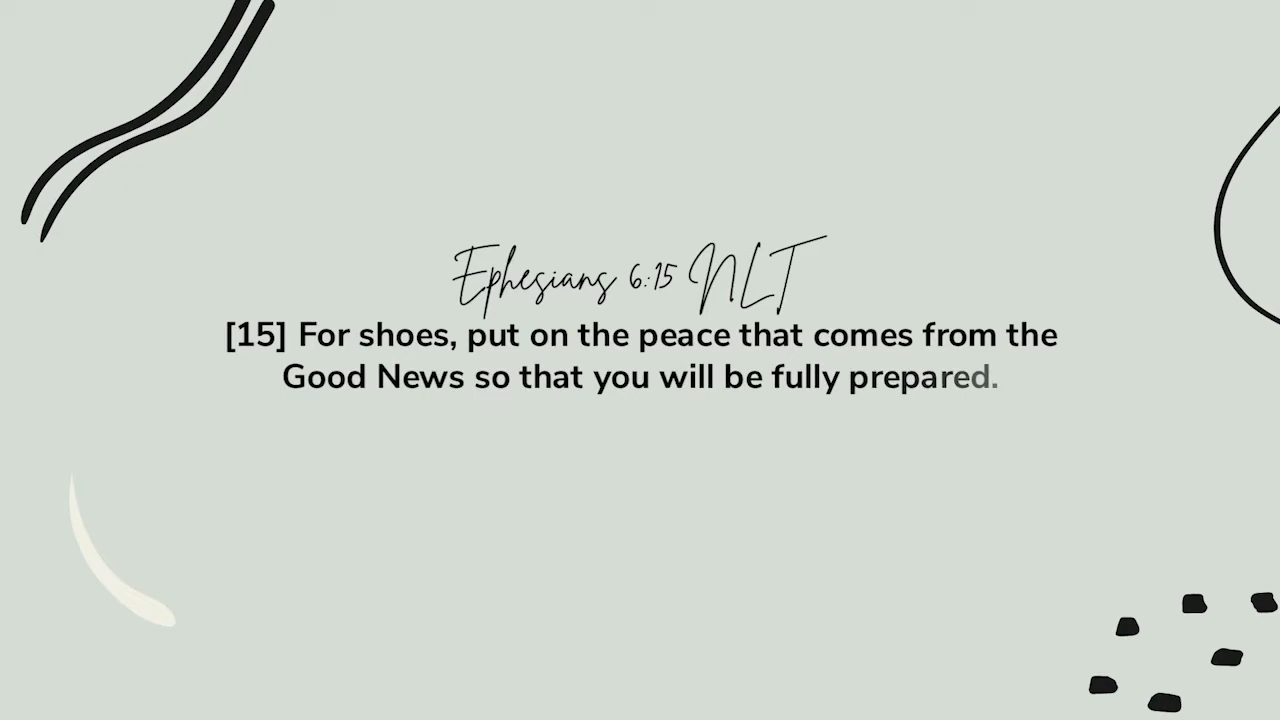 Ephesians 6:15 NLT
[15] For shoes, put on the peace that comes from the
Good News so that you will be fully prepared.